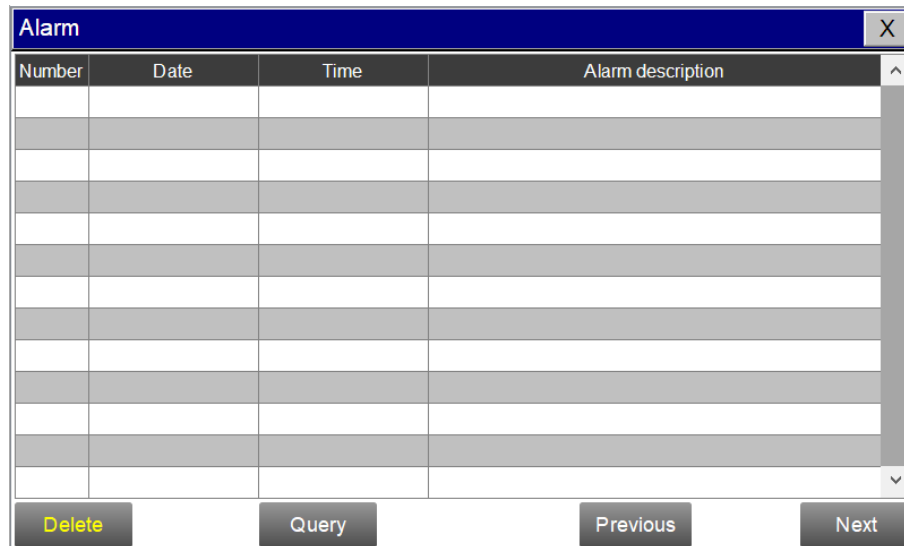 Alarm X
Number Date Time Alarm description
Delete Query Previous Next